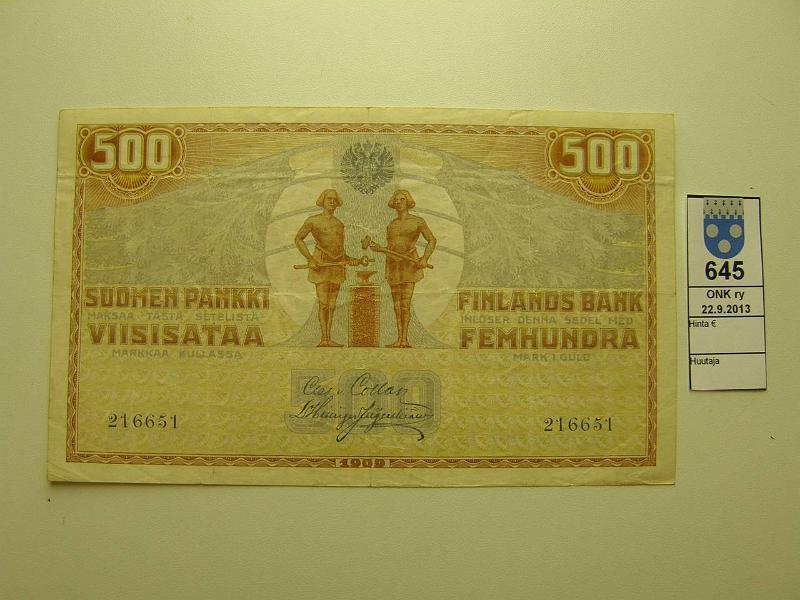 500 500
SUOMEN PANKKI
MAKSAA TÄSTÄ SETELISTÄ
VIISISATAA
MARKKAA KULLASSA
FINLANDS BANK
INLÖSER DENNA SEDEL MED
FEMHUNDRA
MARK I GULD
500
216651 216651
1909
645
ONK ry
22.9.2013
Hinta €
Huutaja